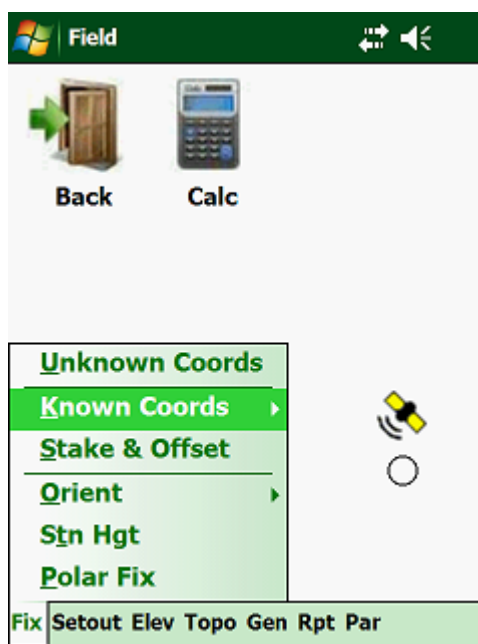 Field
Back Calc
Unknown Coords
Known Coords
Stake & Offset
Orient
Stn Hgt
Polar Fix
Fix Setout Elev Topo Gen Rpt Par